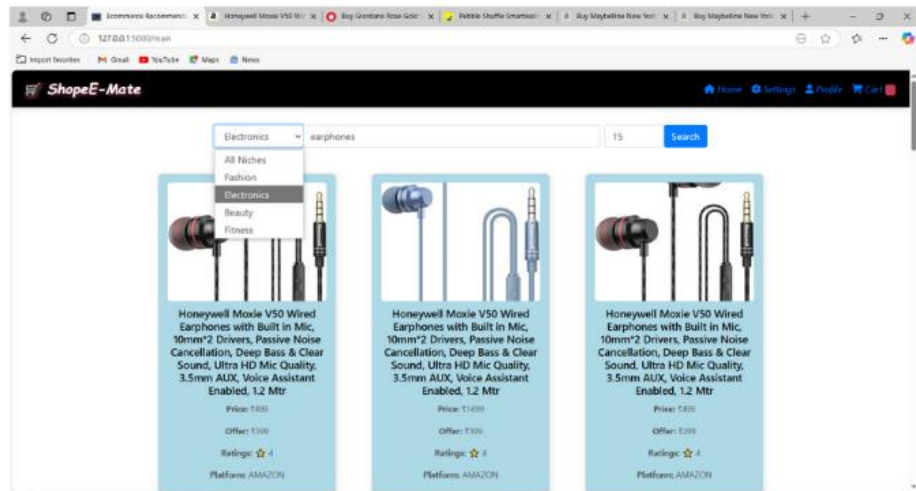 Ecommerce Recommend
Honeywell Moxie V50 Wi
Buy Giordano Rose Gold
Pebble Shuffle Smartwat
Buy Maybelline New York
Buy Maybelline New York
127.0.0.1:5000/main
Import favorites
Gmail
YouTube
Maps
News
ShopeE-Mate
Home
Settings
Profile
Cart
Electronics
earphones
15
Search
All Niches
Fashion
Electronics
Beauty
Fitness
Honeywell Moxie V50 Wired
Earphones with Built in Mic,
10mm*2 Drivers, Passive Noise
Cancellation, Deep Bass & Clear
Sound, Ultra HD Mic Quality,
3.5mm AUX, Voice Assistant
Enabled, 1.2 Mtr
Price:
Offer:
Ratings: 4
Platform: AMAZON
Honeywell Moxie V50 Wired
Earphones with Built in Mic,
10mm*2 Drivers, Passive Noise
Cancellation, Deep Bass & Clear
Sound, Ultra HD Mic Quality,
3.5mm AUX, Voice Assistant
Enabled, 1.2 Mtr
Price:
Offer:
Ratings: 4
Platform: AMAZON
Honeywell Moxie V50 Wired
Earphones with Built in Mic,
10mm*2 Drivers, Passive Noise
Cancellation, Deep Bass & Clear
Sound, Ultra HD Mic Quality,
3.5mm AUX, Voice Assistant
Enabled, 1.2 Mtr
Price:
Offer:
Ratings: 4
Platform: AMAZON